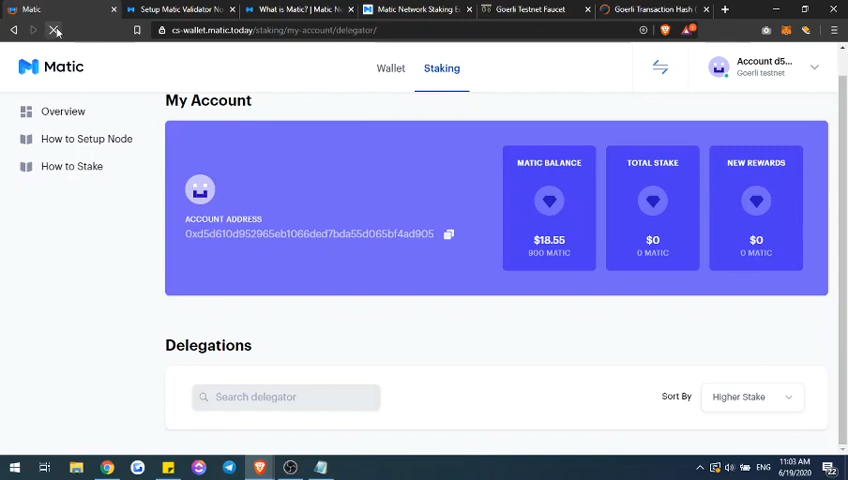 Matic
Setup Matic Validator No
What is Matic? | Matic N
Matic Network Staking E
Goerli Testnet Faucet
Goerli Transaction Hash (
cs-wallet.matic.today/staking/my-account/delegator/
Matic
Wallet
Staking
Account d5...
Goerli testnet
Overview
How to Setup Node
How to Stake
My Account
ACCOUNT ADDRESS
0xd5d610d952965eb1066ded7bda55d065bf4ad905
MATIC BALANCE
$18.55
900 MATIC
TOTAL STAKE
$0
0 MATIC
NEW REWARDS
$0
0 MATIC
Delegations
Search delegator
Sort By
Higher Stake
ENG
11:03 AM
6/19/2020
22